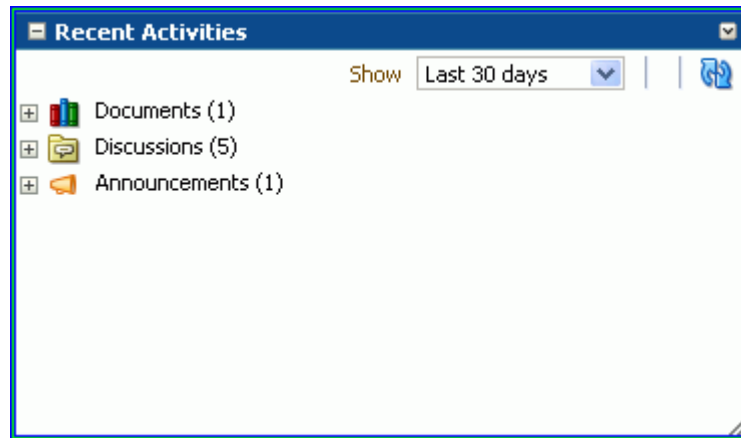 Recent Activities
Show Last 30 days
Documents (1)
Discussions (5)
Announcements (1)